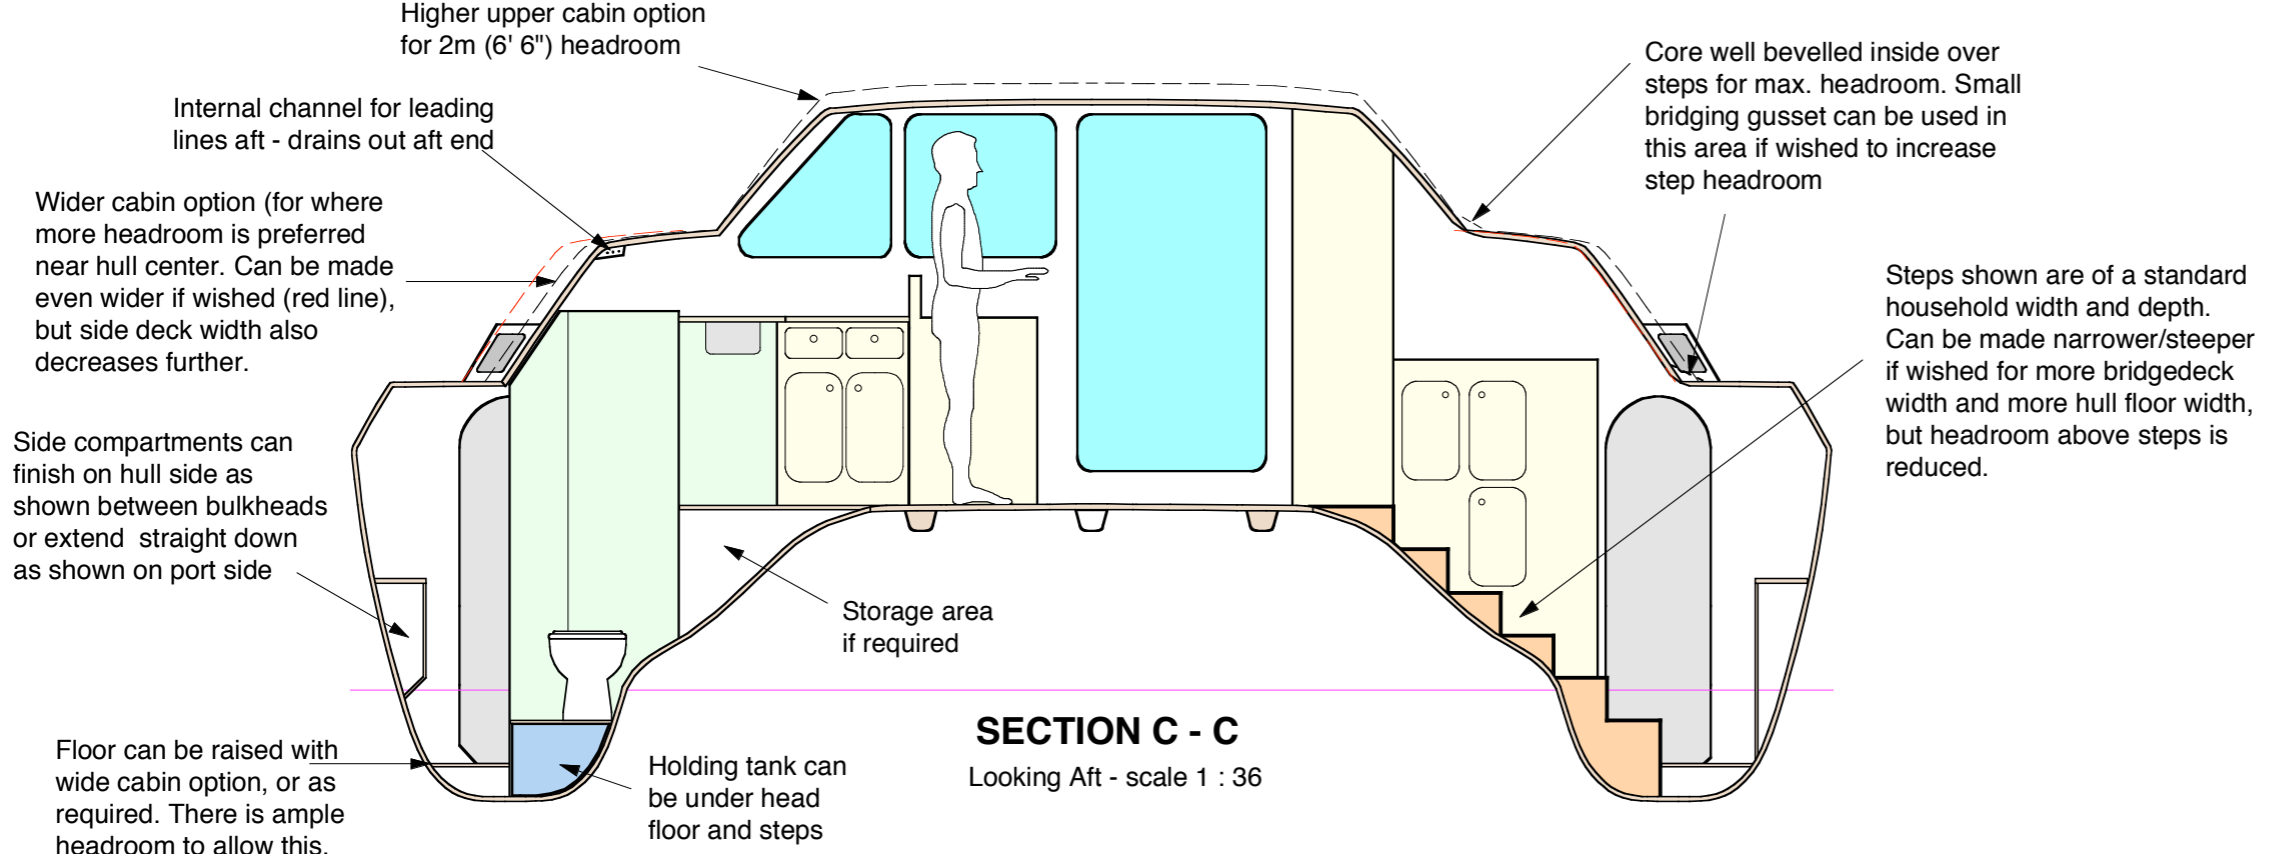 Higher upper cabin option
for 2m (6' 6") headroom
Internal channel for leading
lines aft - drains out aft end
Wider cabin option (for where
more headroom is preferred
near hull center. Can be made
even wider if wished (red line),
but side deck width also
decreases further.
Side compartments can
finish on hull side as
shown between bulkheads
or extend straight down
as shown on port side
Floor can be raised with
wide cabin option, or as
required. There is ample
headroom to allow this.
Storage area
if required
Holding tank can
be under head
floor and steps
SECTION C - C
Looking Aft - scale 1 : 36
Core well bevelled inside over
steps for max. headroom. Small
bridging gusset can be used in
this area if wished to increase
step headroom
Steps shown are of a standard
household width and depth.
Can be made narrower/steeper
if wished for more bridgedeck
width and more hull floor width,
but headroom above steps is
reduced.